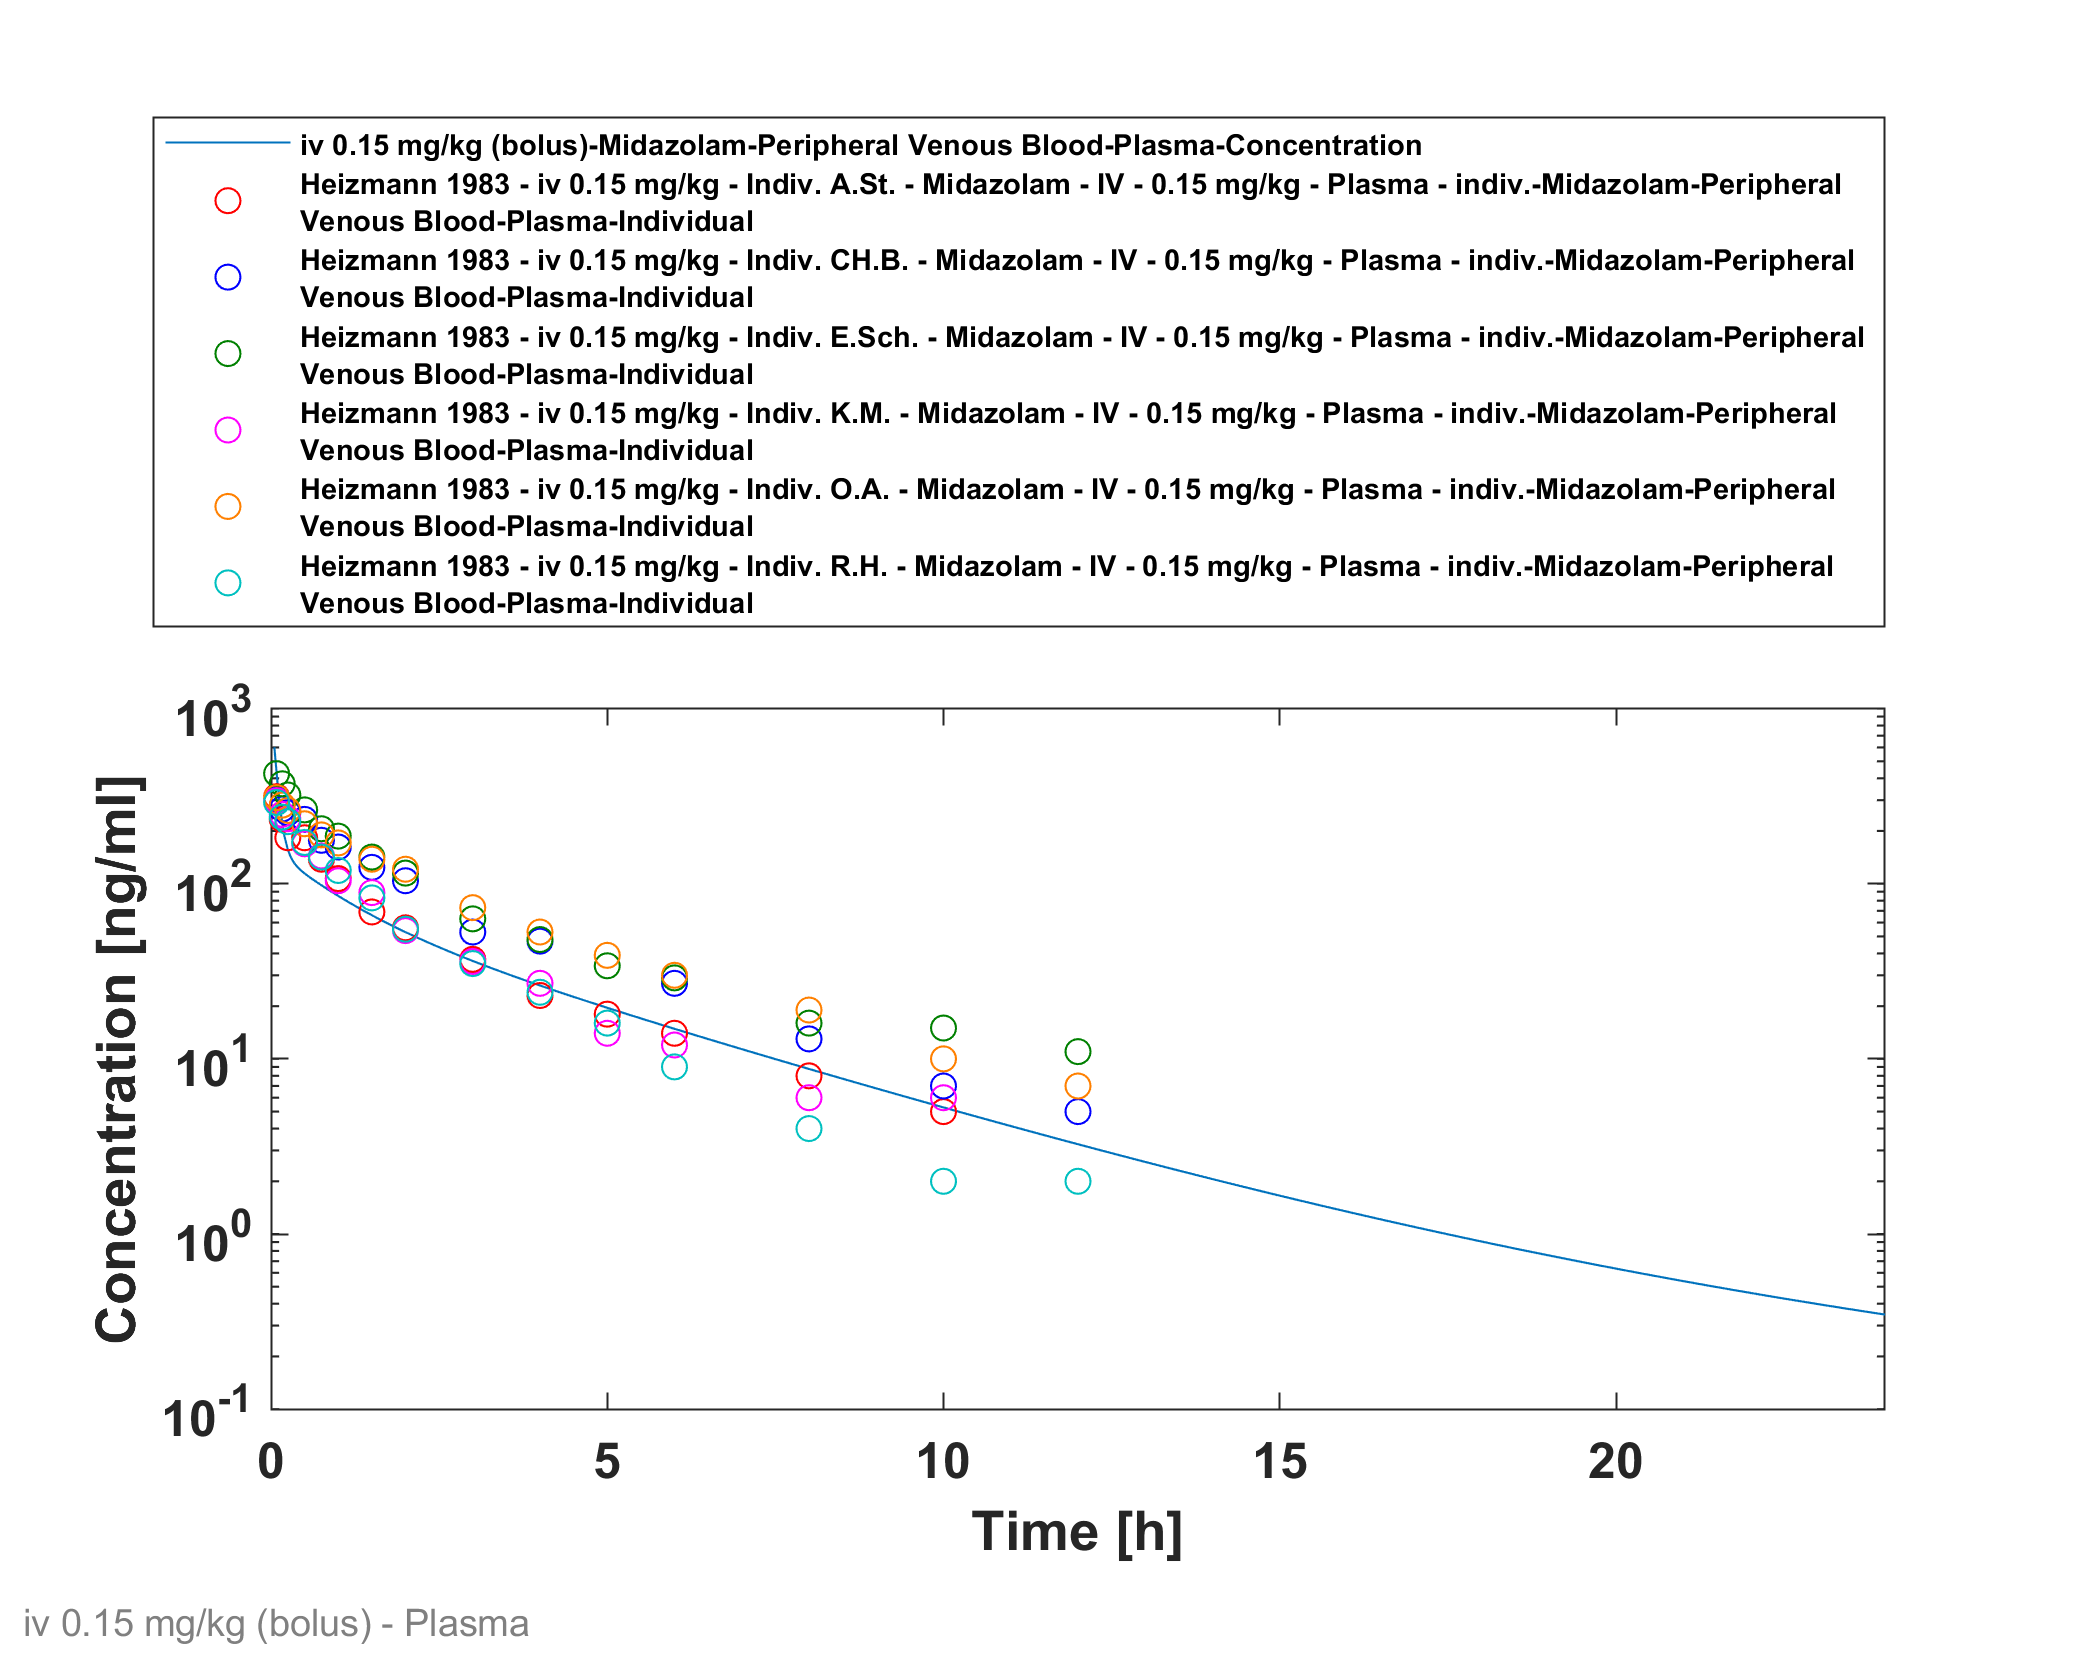 iv 0.15 mg/kg (bolus)-Midazolam-Peripheral Venous Blood-Plasma-Concentration
Heizmann 1983 - iv 0.15 mg/kg - Indiv. A.St. - Midazolam - IV - 0.15 mg/kg - Plasma - indiv.-Midazolam-Peripheral
Venous Blood-Plasma-Individual
Heizmann 1983 - iv 0.15 mg/kg - Indiv. CH.B. - Midazolam - IV - 0.15 mg/kg - Plasma - indiv.-Midazolam-Peripheral
Venous Blood-Plasma-Individual
Heizmann 1983 - iv 0.15 mg/kg - Indiv. E.Sch. - Midazolam - IV - 0.15 mg/kg - Plasma - indiv.-Midazolam-Peripheral
Venous Blood-Plasma-Individual
Heizmann 1983 - iv 0.15 mg/kg - Indiv. K.M. - Midazolam - IV - 0.15 mg/kg - Plasma - indiv.-Midazolam-Peripheral
Venous Blood-Plasma-Individual
Heizmann 1983 - iv 0.15 mg/kg - Indiv. O.A. - Midazolam - IV - 0.15 mg/kg - Plasma - indiv.-Midazolam-Peripheral
Venous Blood-Plasma-Individual
Heizmann 1983 - iv 0.15 mg/kg - Indiv. R.H. - Midazolam - IV - 0.15 mg/kg - Plasma - indiv.-Midazolam-Peripheral
Venous Blood-Plasma-Individual
10^3
10^2
10^1
10^0
10^-1
Concentration [ng/ml]
0 5 10 15 20
Time [h]
iv 0.15 mg/kg (bolus) - Plasma